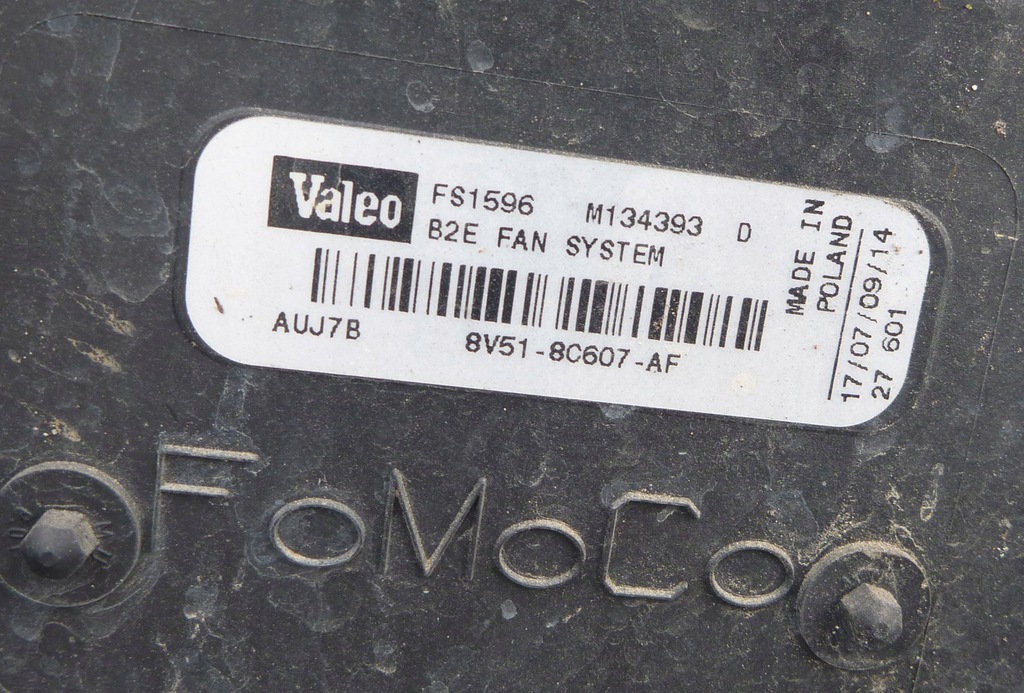 Valeo FS1596 M134393 D
B2E FAN SYSTEM
AUJ7B 8V51-8C607-AF
MADE IN
POLAND
17/07/09/14
27 601
FoMoCo